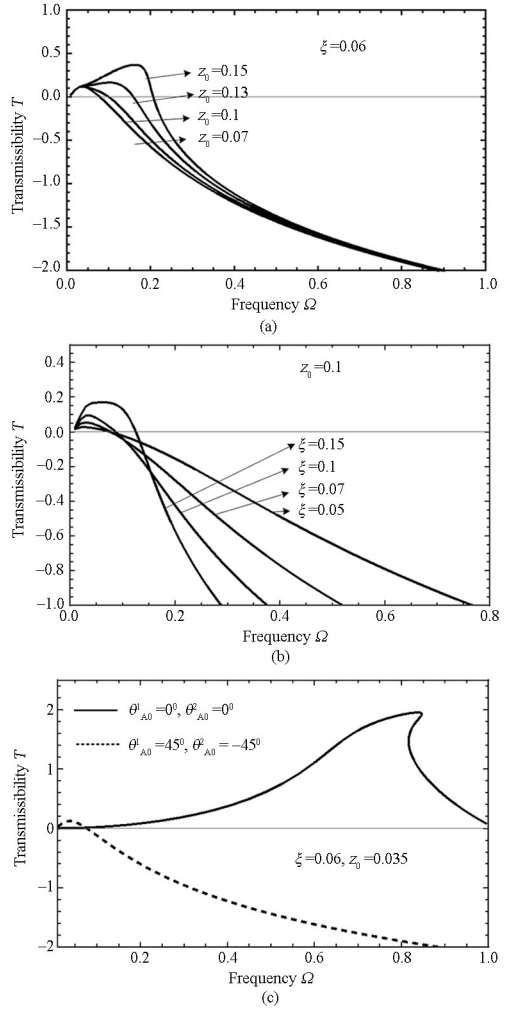 1.0
ξ=0.06
0.5
z₀=0.15
z₀=0.13
0.0
z₀=0.1
z₀=0.07
−0.5
−1.0
−1.5
−2.0
Transmissibility T
0.0 0.2 0.4 0.6 0.8 1.0
Frequency Ω
(a)
z₀=0.1
0.4
0.2
0.0
ξ=0.15
−0.2
ξ=0.1
ξ=0.07
−0.4
ξ=0.05
−0.6
−0.8
−1.0
Transmissibility T
0.0 0.2 0.4 0.6 0.8
Frequency Ω
(b)
θ¹A0=0⁰, θ²A0=0⁰
θ¹A0=45⁰, θ²A0= −45⁰
2
1
0
ξ=0.06, z₀=0.035
−1
−2
Transmissibility T
0.2 0.4 0.6 0.8 1.0
Frequency Ω
(c)